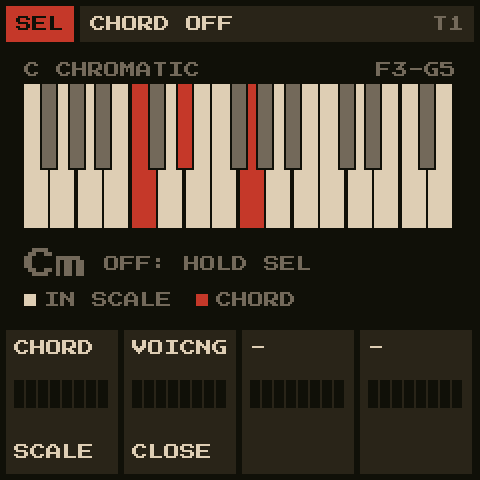 SEL CHORD OFF T1
C CHROMATIC F3-G5
Cm OFF: HOLD SEL
IN SCALE CHORD
CHORD VOICNG - -
SCALE CLOSE